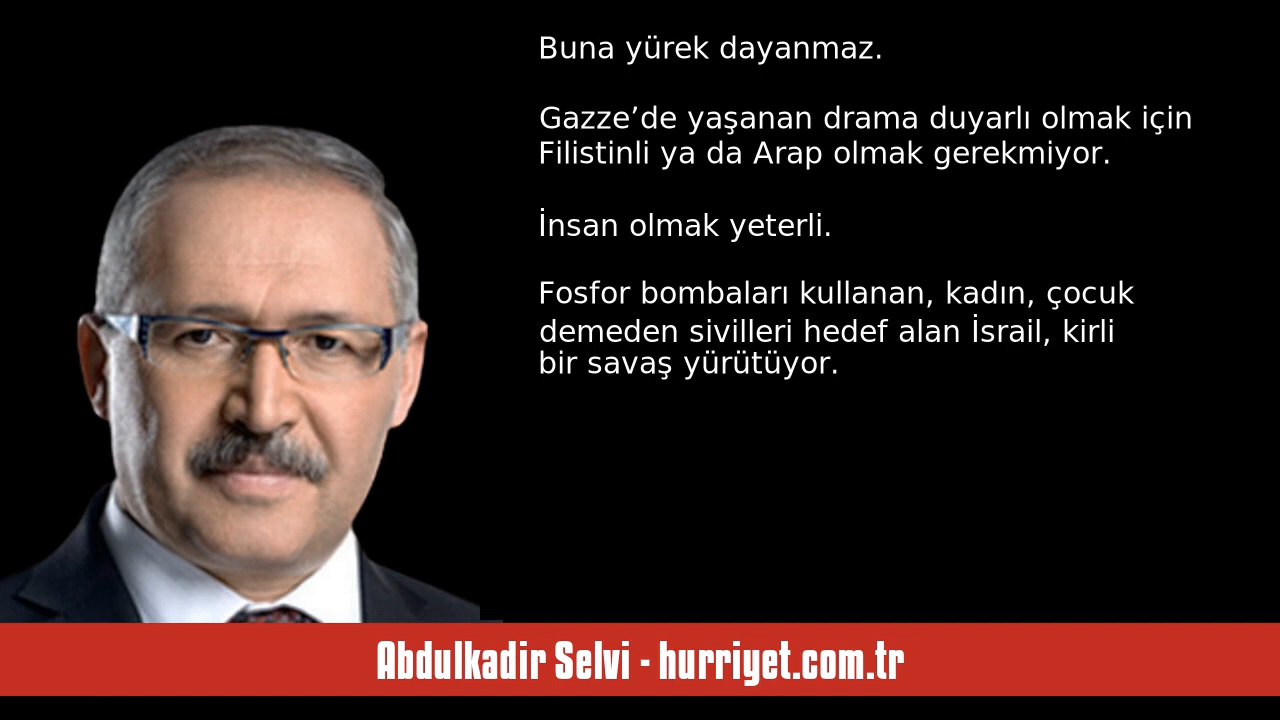 Buna yürek dayanmaz.
Gazze’de yaşanan drama duyarlı olmak için
Filistinli ya da Arap olmak gerekmiyor.
İnsan olmak yeterli.
Fosfor bombaları kullanan, kadın, çocuk
demeden sivilleri hedef alan İsrail, kirli
bir savaş yürütüyor.
Abdulkadir Selvi - hurriyet.com.tr